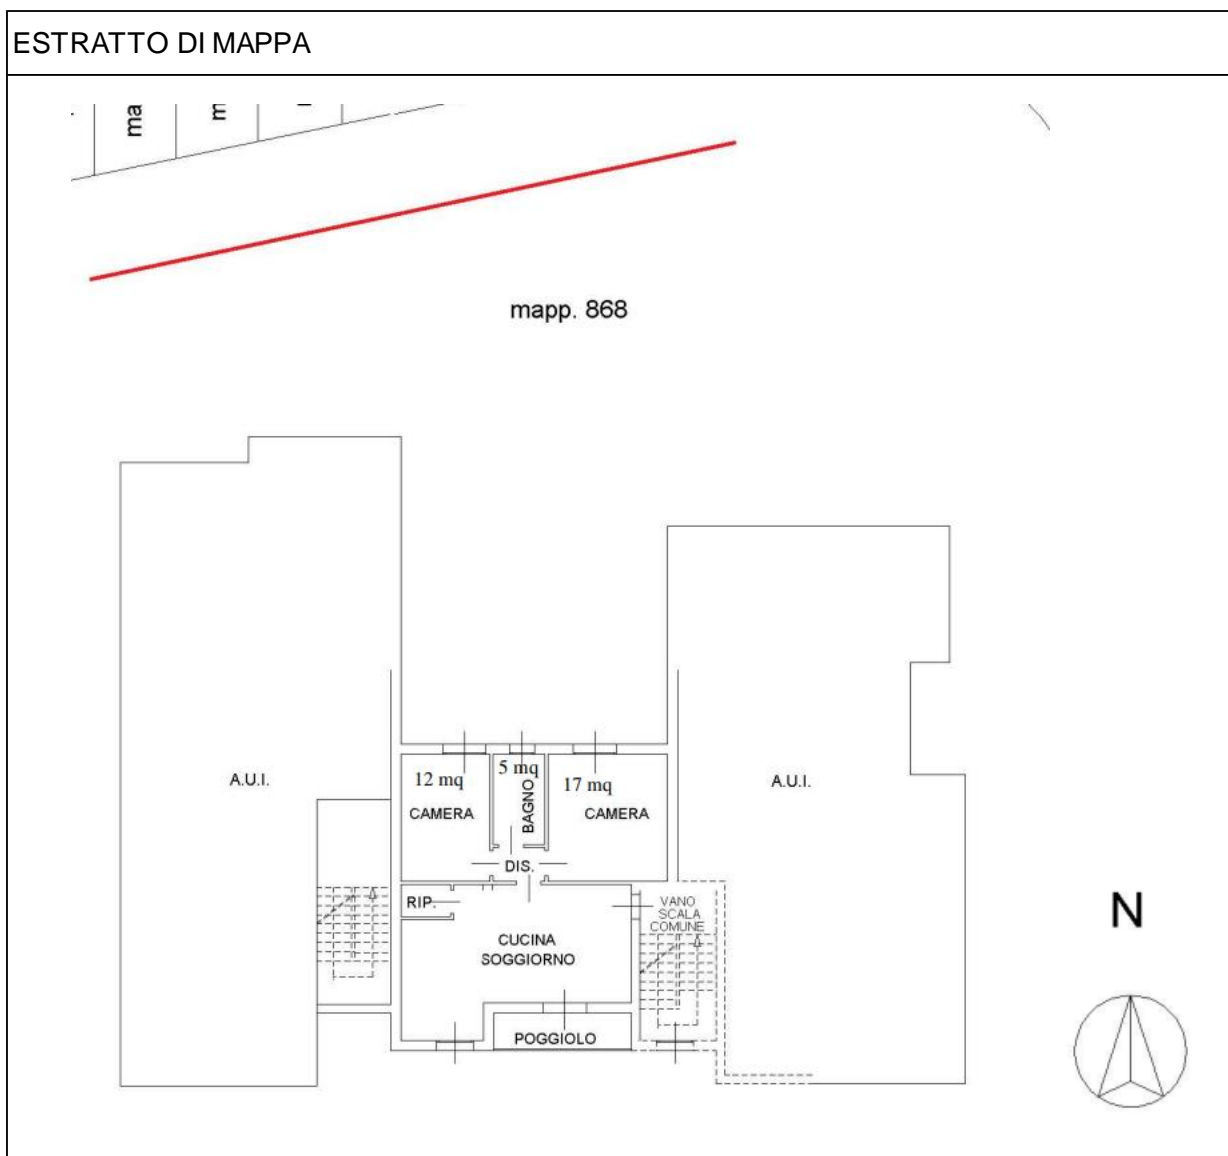 ESTRATTO DI MAPPA
ma
m
mapp. 868
12 mq
5 mq
17 mq
A.U.I.
CAMERA
BAGNO
CAMERA
A.U.I.
DIS.
RIP.
VANO
SCALA
COMUNE
CUCINA
SOGGIORNO
POGGIOLO
N